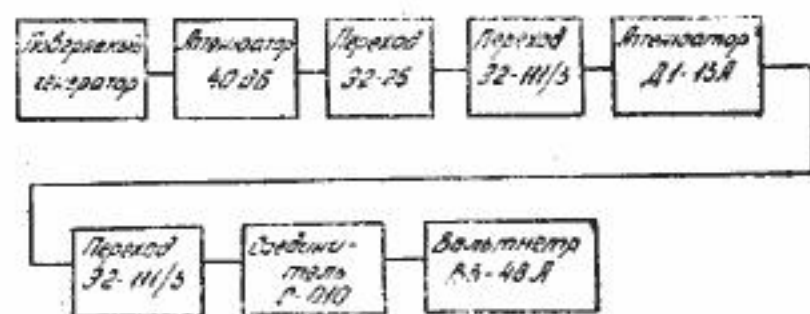 Поверяемый
генератор
Аттенюатор
40 дБ
Переход
Э2-25
Переход
Э2-111/3
Аттенюатор
Д1-13А
Переход
Э2-111/3
Соедини-
тель
Вольтметр
В3-48А